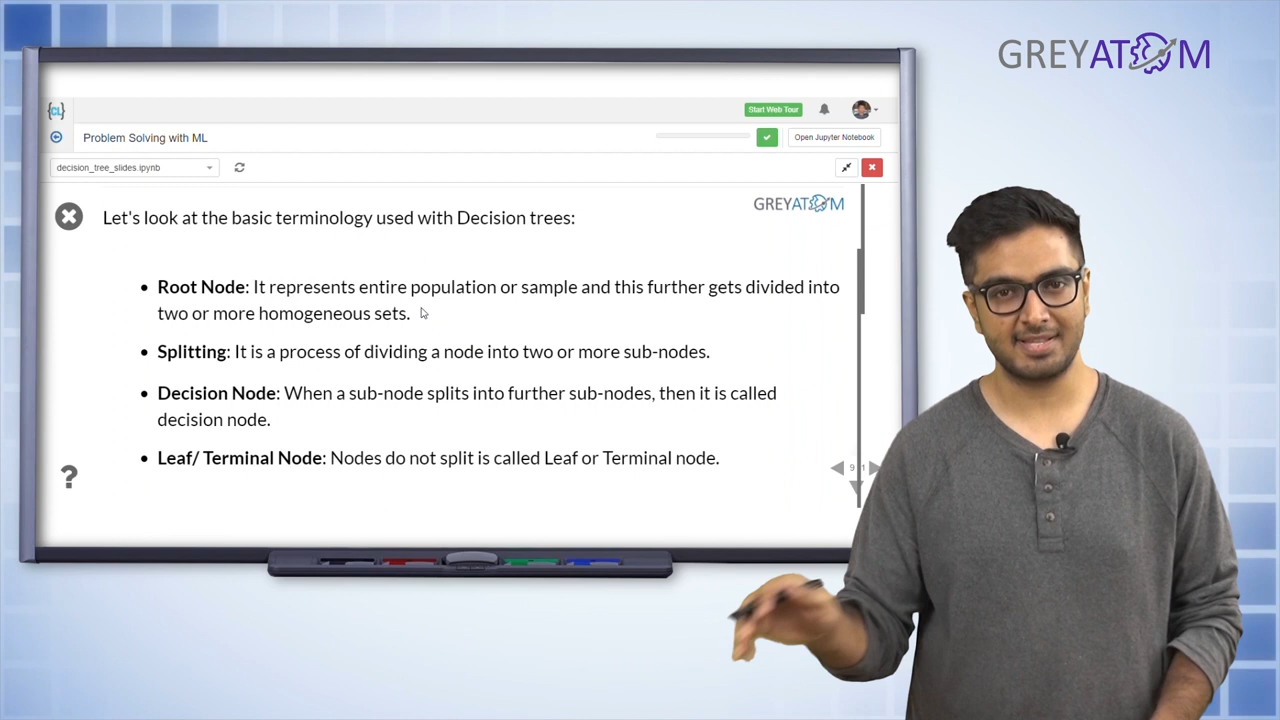 GREYATOM
{CL}
Start Web Tour
Problem Solving with ML
Open Jupyter Notebook
decision_tree_slides.ipynb
GREYATOM
Let's look at the basic terminology used with Decision trees:
• Root Node: It represents entire population or sample and this further gets divided into
two or more homogeneous sets.
• Splitting: It is a process of dividing a node into two or more sub-nodes.
• Decision Node: When a sub-node splits into further sub-nodes, then it is called
decision node.
• Leaf/ Terminal Node: Nodes do not split is called Leaf or Terminal node.
?